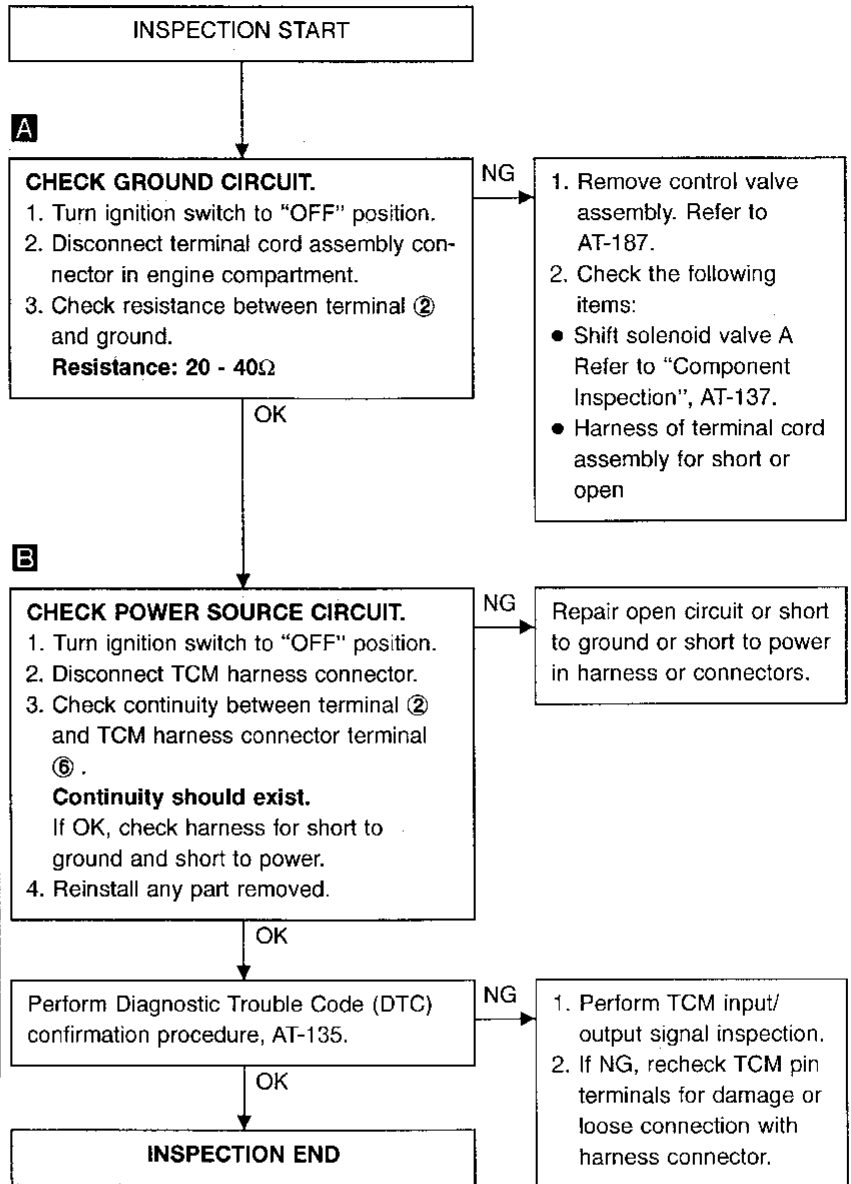 INSPECTION START
A
CHECK GROUND CIRCUIT.
1. Turn ignition switch to “OFF” position.
2. Disconnect terminal cord assembly con-
nector in engine compartment.
3. Check resistance between terminal ②
and ground.
Resistance: 20 - 40Ω
NG
1. Remove control valve
assembly. Refer to
AT-187.
2. Check the following
items:
● Shift solenoid valve A
Refer to “Component
Inspection”, AT-137.
● Harness of terminal cord
assembly for short or
open
OK
B
CHECK POWER SOURCE CIRCUIT.
1. Turn ignition switch to “OFF” position.
2. Disconnect TCM harness connector.
3. Check continuity between terminal ②
and TCM harness connector terminal
⑥ .
Continuity should exist.
If OK, check harness for short to
ground and short to power.
4. Reinstall any part removed.
NG
Repair open circuit or short
to ground or short to power
in harness or connectors.
OK
Perform Diagnostic Trouble Code (DTC)
confirmation procedure, AT-135.
NG
1. Perform TCM input/
output signal inspection.
2. If NG, recheck TCM pin
terminals for damage or
loose connection with
harness connector.
OK
INSPECTION END